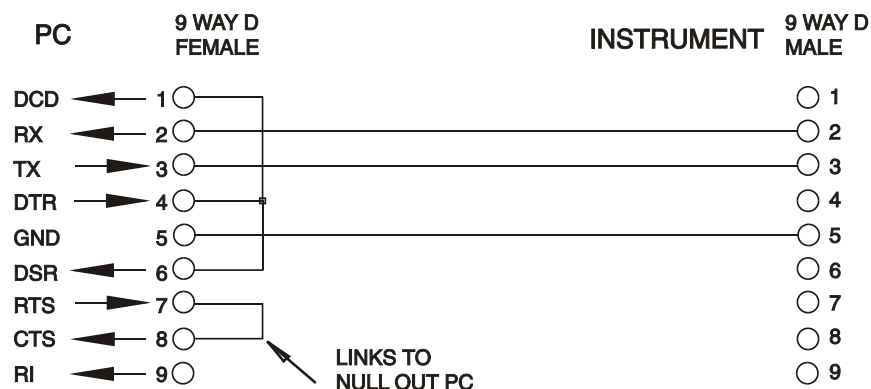 PC
9 WAY D
FEMALE
INSTRUMENT
9 WAY D
MALE
DCD 1 1
RX 2 2
TX 3 3
DTR 4 4
GND 5 5
DSR 6 6
RTS 7 7
CTS 8 8
RI 9 9
LINKS TO
NULL OUT PC